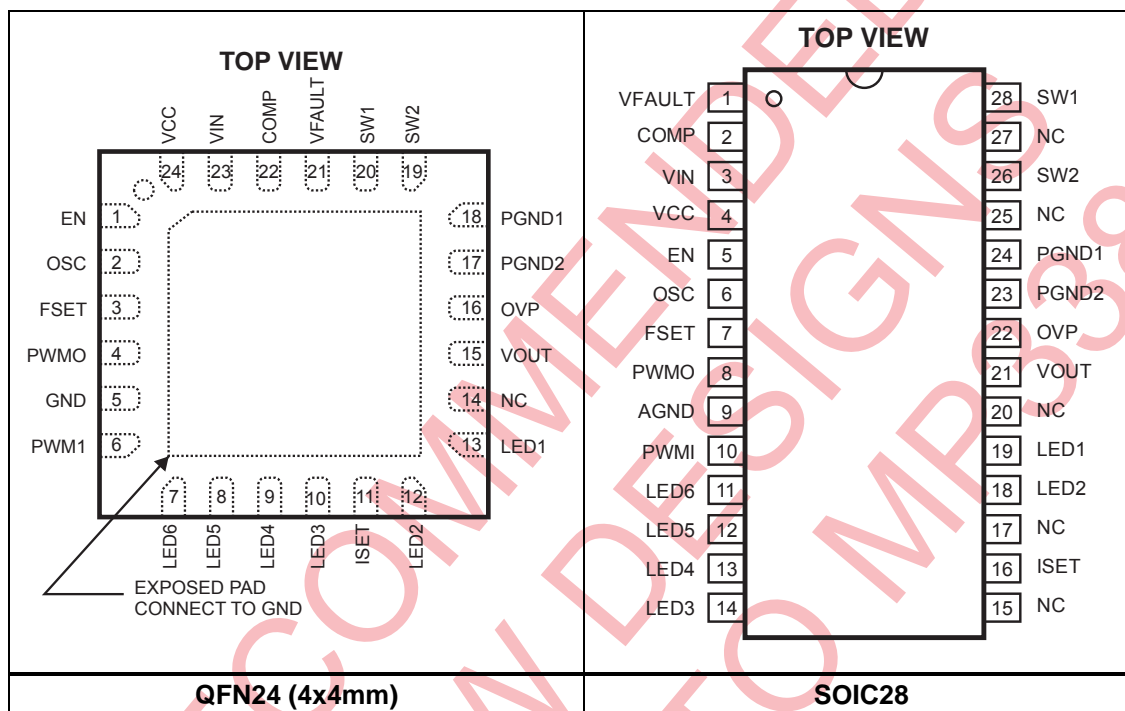 TOP VIEW
VCC
VIN
COMP
VFAULT
SW1
SW2
24
23
22
21
20
19
EN 1
OSC 2
FSET 3
PWMO 4
GND 5
PWM1 6
18 PGND1
17 PGND2
16 OVP
15 VOUT
14 NC
13 LED1
7
8
9
10
11
12
LED6
LED5
LED4
LED3
ISET
LED2
EXPOSED PAD
CONNECT TO GND
QFN24 (4x4mm)
TOP VIEW
VFAULT 1
COMP 2
VIN 3
VCC 4
EN 5
OSC 6
FSET 7
PWMO 8
AGND 9
PWMI 10
LED6 11
LED5 12
LED4 13
LED3 14
28 SW1
27 NC
26 SW2
25 NC
24 PGND1
23 PGND2
22 OVP
21 VOUT
20 NC
19 LED1
18 LED2
17 NC
16 ISET
15 NC
SOIC28
DESIGNS
TO